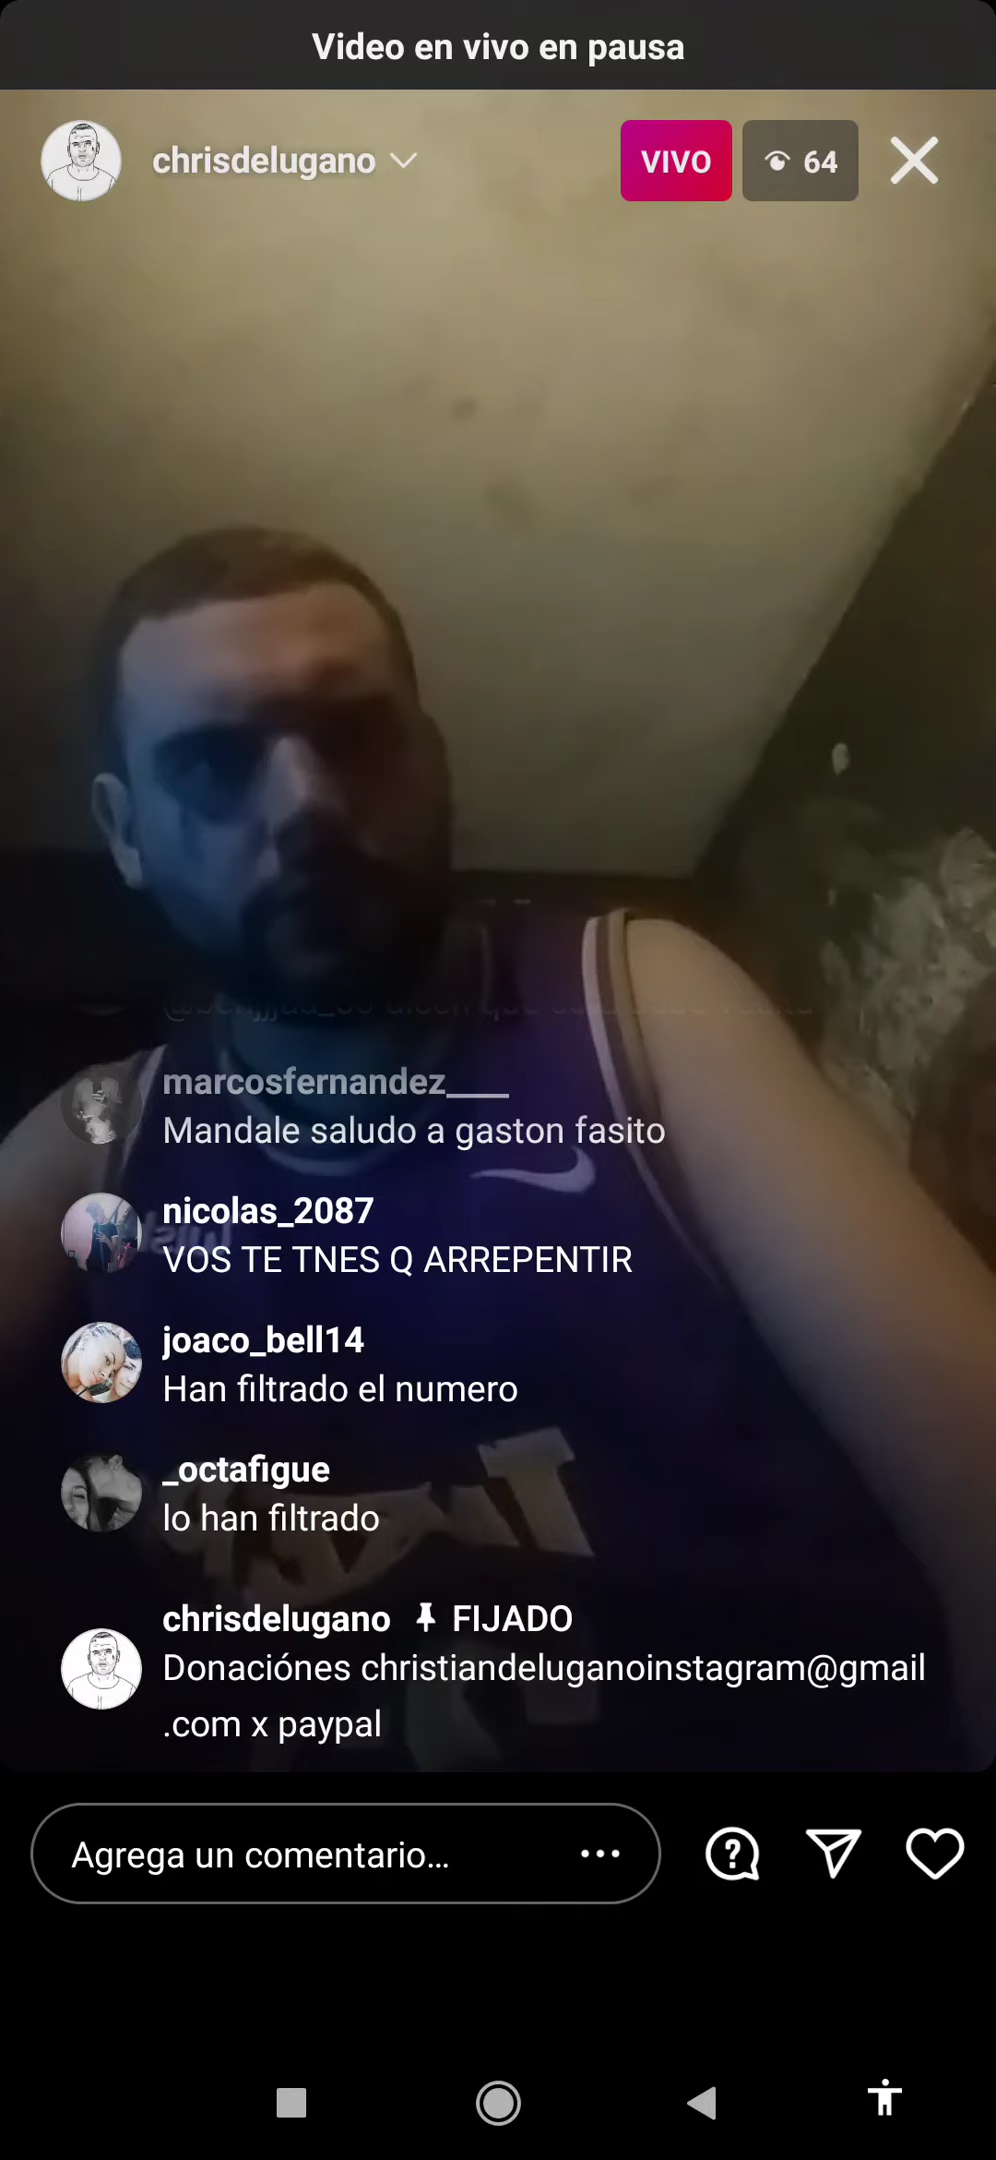 Video en vivo en pausa
chrisdelugano
VIVO
64
marcosfernandez____
Mandale saludo a gaston fasito
nicolas_2087
VOS TE TNES Q ARREPENTIR
joaco_bell14
Han filtrado el numero
_octafigue
lo han filtrado
chrisdelugano FIJADO
Donaciónes christiandeluganoinstagram@gmail
.com x paypal
Agrega un comentario...